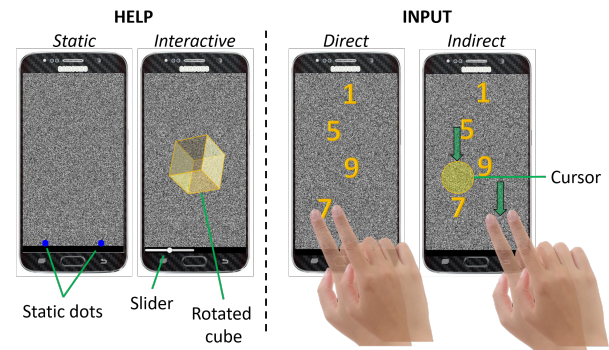 HELP
INPUT
Static
Interactive
Direct
Indirect
1
5
9
7
1
5
9
7
Cursor
Static dots
Slider
Rotated
cube